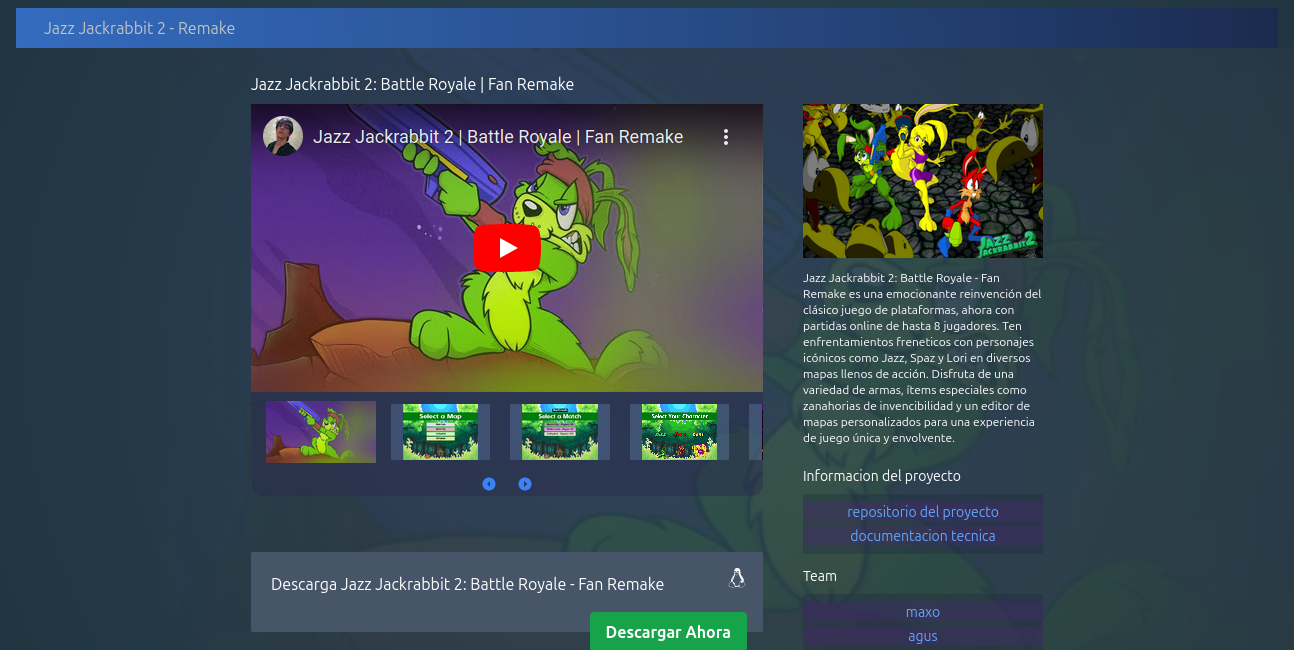 Jazz Jackrabbit 2 - Remake
Jazz Jackrabbit 2: Battle Royale | Fan Remake
Jazz Jackrabbit 2 | Battle Royale | Fan Remake
Select a Map
Select a Match
Select Your Character
Descarga Jazz Jackrabbit 2: Battle Royale - Fan Remake
Descargar Ahora
JAZZ
JACKRABBIT 2
Jazz Jackrabbit 2: Battle Royale - Fan
Remake es una emocionante reinvención del
clásico juego de plataformas, ahora con
partidas online de hasta 8 jugadores. Ten
enfrentamientos freneticos con personajes
icónicos como Jazz, Spaz y Lori en diversos
mapas llenos de acción. Disfruta de una
variedad de armas, ítems especiales como
zanahorias de invencibilidad y un editor de
mapas personalizados para una experiencia
de juego única y envolvente.
Informacion del proyecto
repositorio del proyecto
documentacion tecnica
Team
maxo
agus